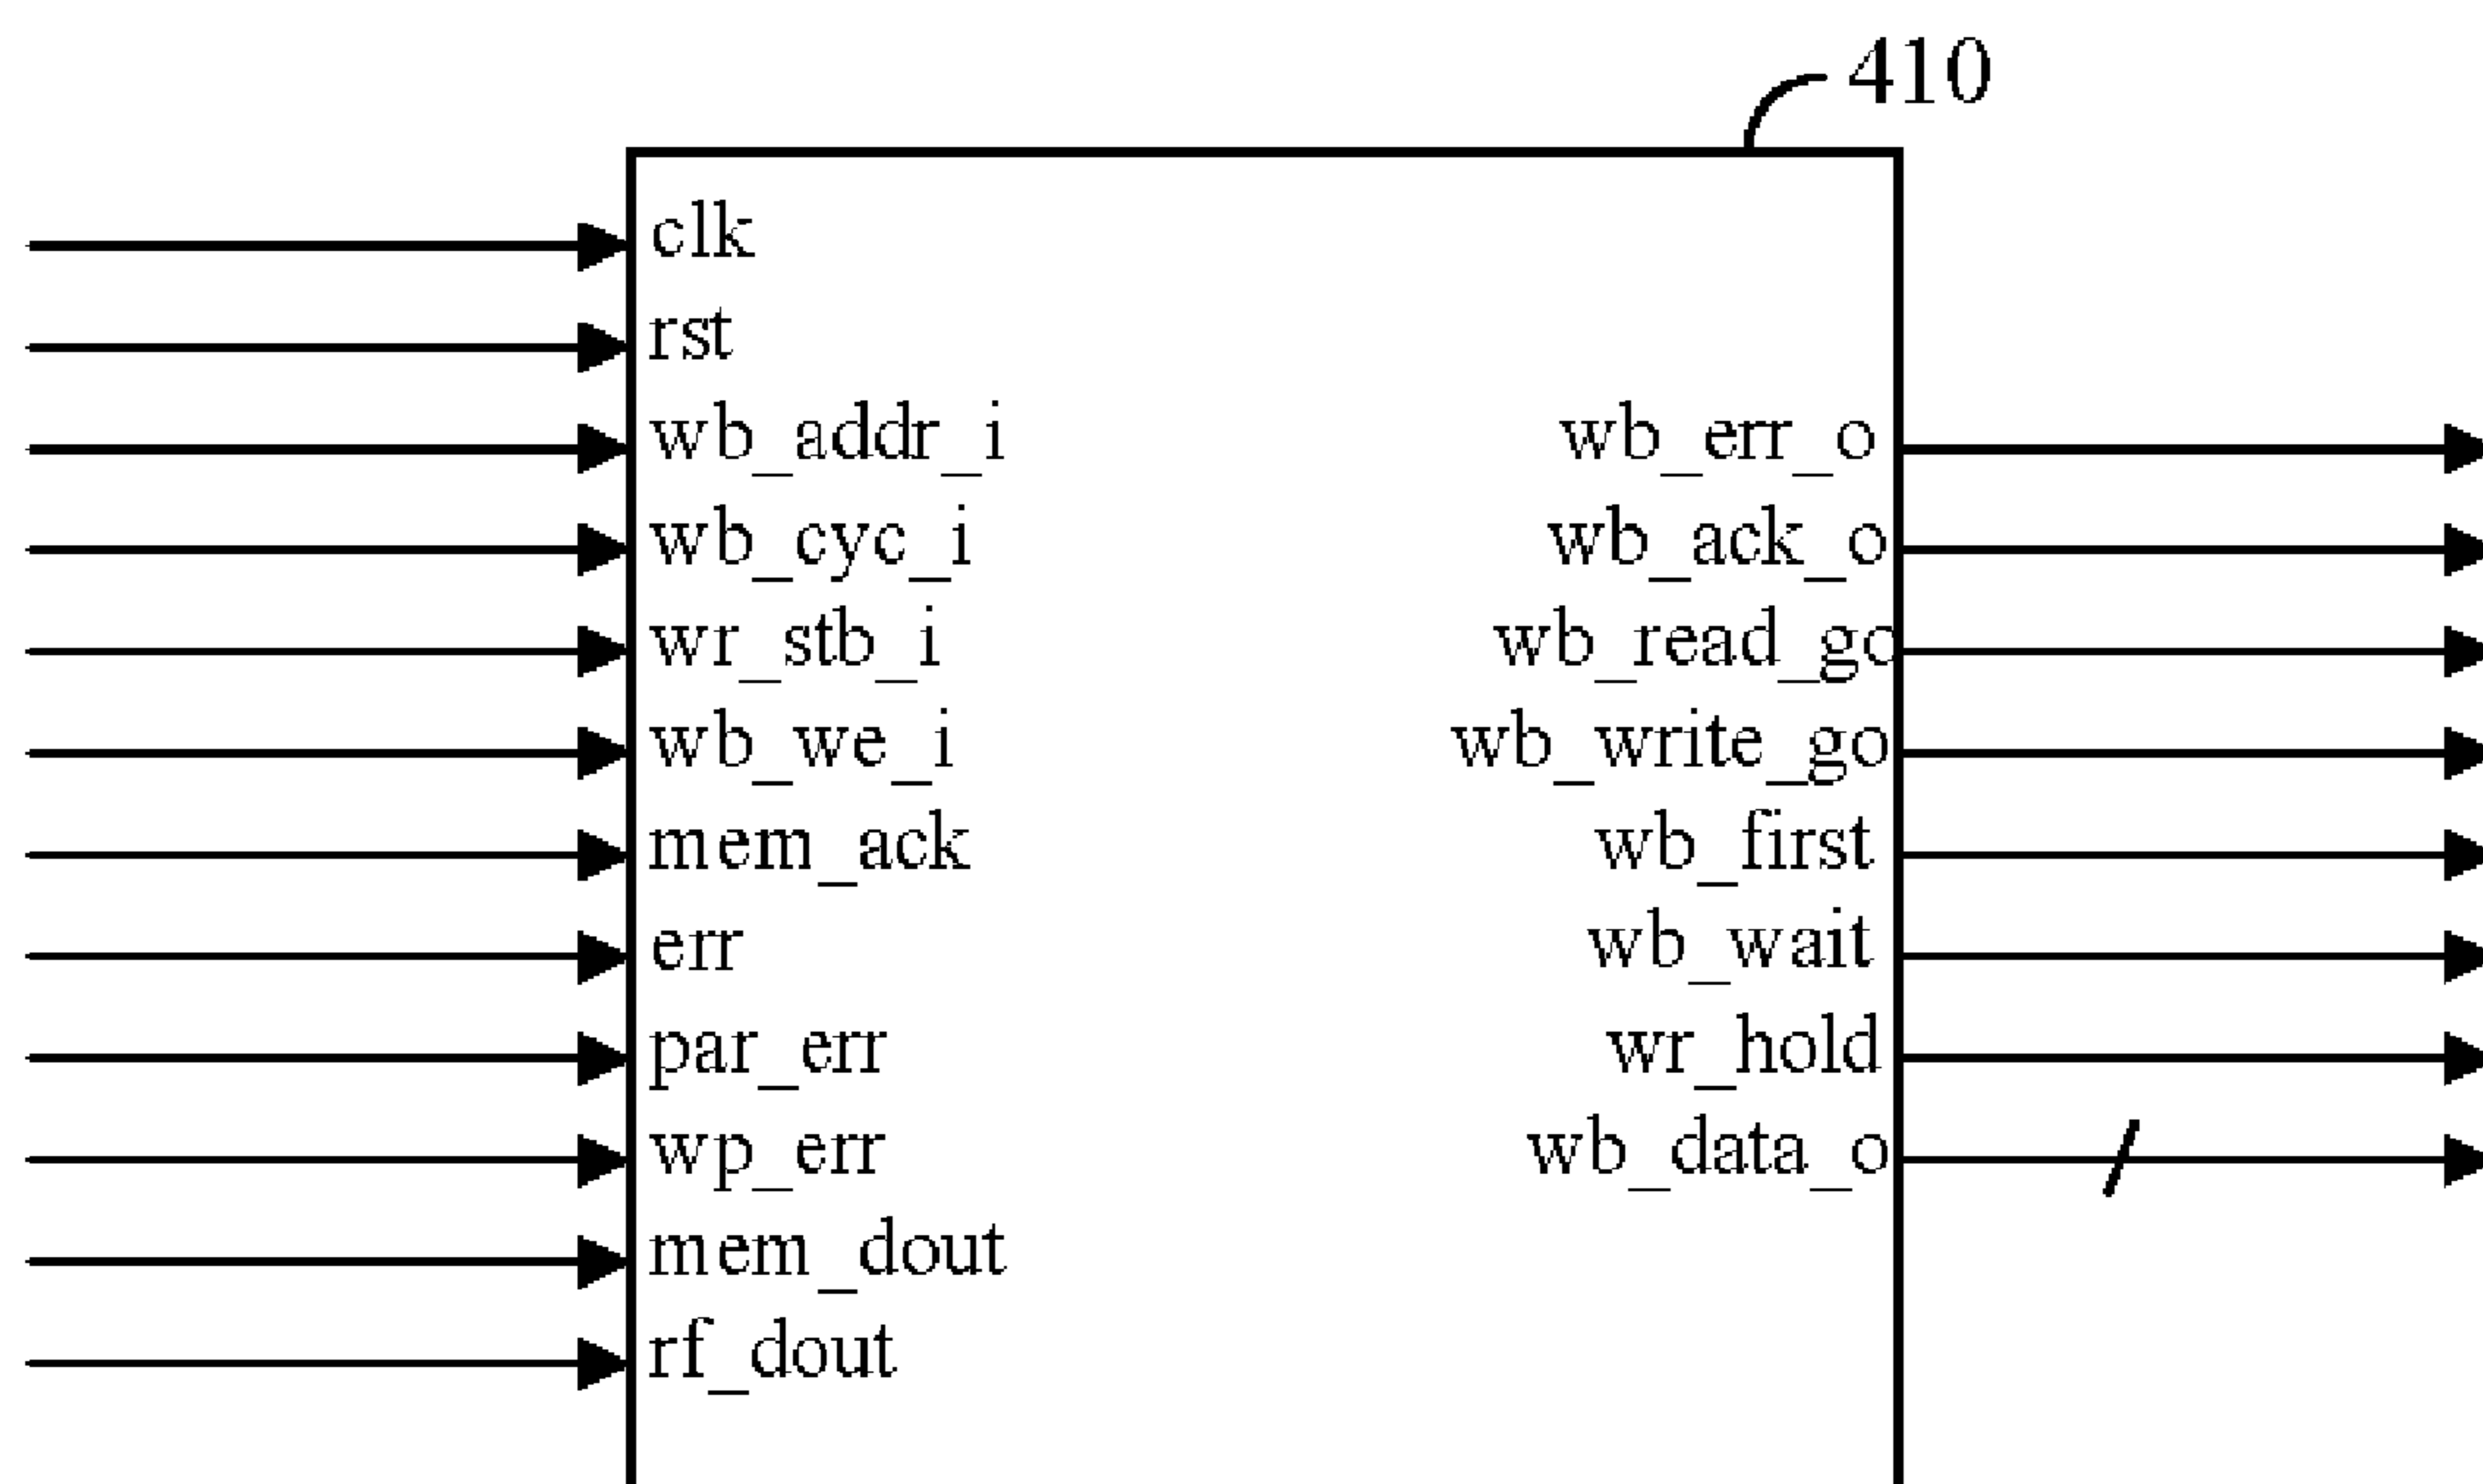 410
clk
rst
wb_addr_i
wb_err_o
wb_cyc_i
wb_ack_o
wr_stb_i
wb_read_go
wb_we_i
wb_write_go
mem_ack
wb_first
err
wb_wait
par_err
wr_hold
wp_err
wb_data_o
mem_dout
rf_dout